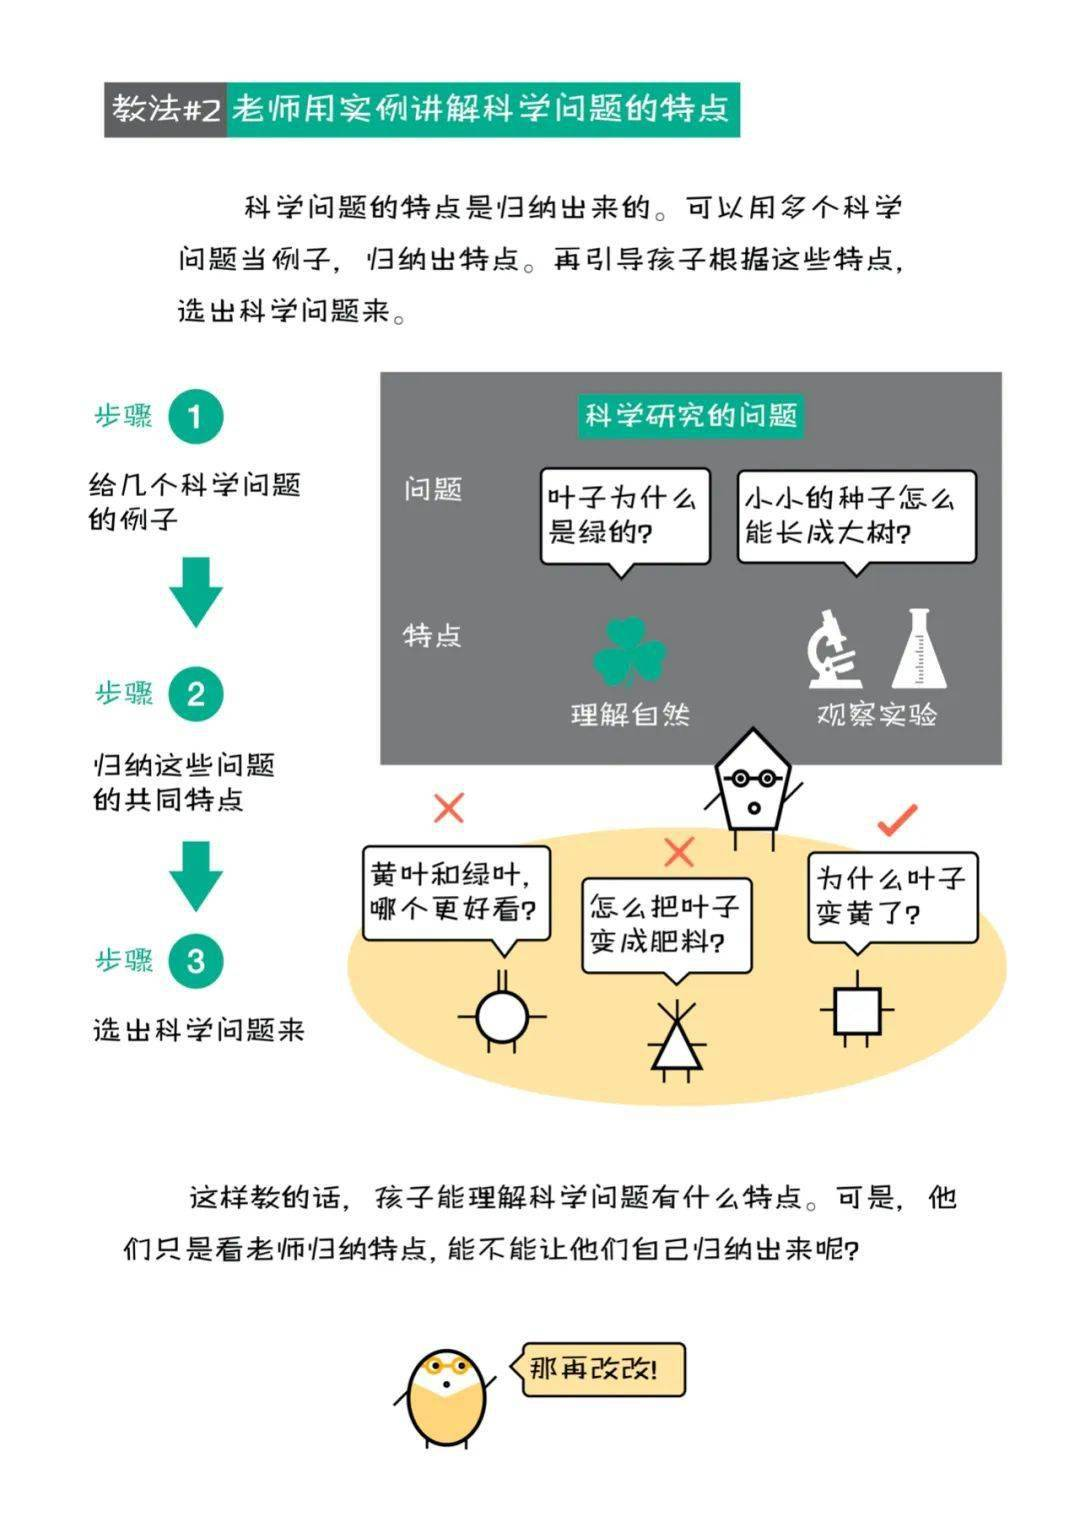 教法#2 老师用实例讲解科学问题的特点
科学问题的特点是归纳出来的。可以用多个科学
问题当例子，归纳出特点。再引导孩子根据这些特点，
选出科学问题来。
步骤 1
给几个科学问题
的例子
步骤 2
归纳这些问题
的共同特点
步骤 3
选出科学问题来
科学研究的问题
问题
叶子为什么
是绿的?
小小的种子怎么
能长成大树?
特点
理解自然
观察实验
黄叶和绿叶，
哪个更好看?
怎么把叶子
变成肥料?
为什么叶子
变黄了?
这样教的话，孩子能理解科学问题有什么特点。可是，他
们只是看老师归纳特点，能不能让他们自己归纳出来呢?
那再改改!